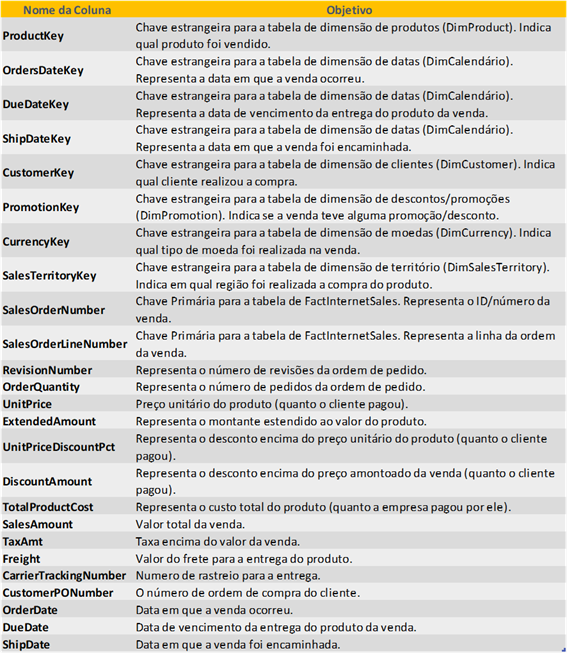 Nome da Coluna Objetivo
ProductKey Chave estrangeira para a tabela de dimensão de produtos (DimProduct). Indica
qual produto foi vendido.
OrdersDateKey Chave estrangeira para a tabela de dimensão de datas (DimCalendário).
Representa a data em que a venda ocorreu.
DueDateKey Chave estrangeira para a tabela de dimensão de datas (DimCalendário).
Representa a data de vencimento da entrega do produto da venda.
ShipDateKey Chave estrangeira para a tabela de dimensão de datas (DimCalendário).
Representa a data em que a venda foi encaminhada.
CustomerKey Chave estrangeira para a tabela de dimensão de clientes (DimCustomer). Indica
qual cliente realizou a compra.
PromotionKey Chave estrangeira para a tabela de dimensão de descontos/promoções
(DimPromotion). Indica se a venda teve alguma promoção/desconto.
CurrencyKey Chave estrangeira para a tabela de dimensão de moedas (DimCurrency). Indica
qual tipo de moeda foi realizada na venda.
SalesTerritoryKey Chave estrangeira para a tabela de dimensão de território (DimSalesTerritory).
Indica em qual região foi realizada a compra do produto.
SalesOrderNumber Chave Primária para a tabela de FactInternetSales. Representa o ID/número da
venda.
SalesOrderLineNumber Chave Primária para a tabela de FactInternetSales. Representa a linha da ordem
da venda.
RevisionNumber Representa o número de revisões da ordem de pedido.
OrderQuantity Representa o número de pedidos da ordem de pedido.
UnitPrice Preço unitário do produto (quanto o cliente pagou).
ExtendedAmount Representa o montante estendido ao valor do produto.
UnitPriceDiscountPct Representa o desconto encima do preço unitário do produto (quanto o cliente
pagou).
DiscountAmount Representa o desconto encima do preço amontoado da venda (quanto o cliente
pagou).
TotalProductCost Representa o custo total do produto (quanto a empresa pagou por ele).
SalesAmount Valor total da venda.
TaxAmt Taxa encima do valor da venda.
Freight Valor do frete para a entrega do produto.
CarrierTrackingNumber Numero de rastreio para a entrega.
CustomerPONumber O número de ordem de compra do cliente.
OrderDate Data em que a venda ocorreu.
DueDate Data de vencimento da entrega do produto da venda.
ShipDate Data em que a venda foi encaminhada.